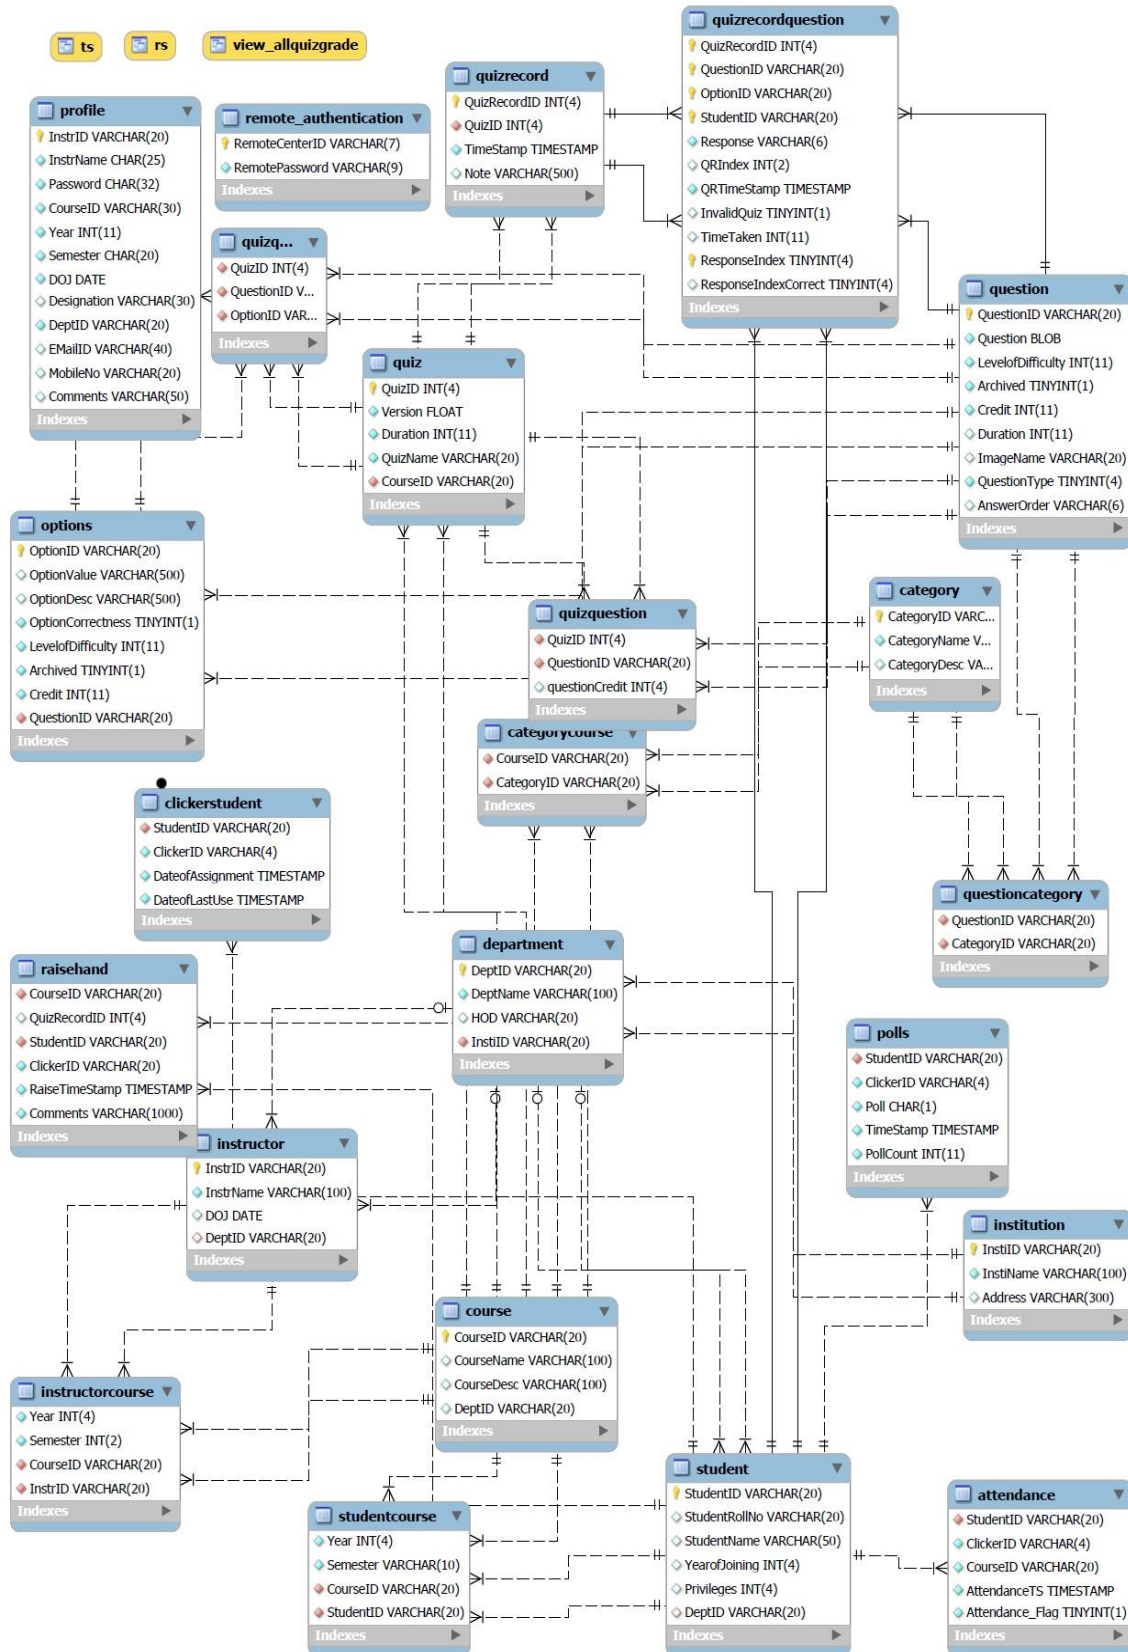 ts
rs
view_allquizgrade
profile
InstrID VARCHAR(20)
InstrName CHAR(25)
Password CHAR(32)
CourseID VARCHAR(30)
Year INT(11)
Semester CHAR(20)
DOJ DATE
Designation VARCHAR(30)
DeptID VARCHAR(20)
EMailID VARCHAR(40)
MobileNo VARCHAR(20)
Comments VARCHAR(50)
Indexes
remote_authentication
RemoteCenterID VARCHAR(7)
RemotePassword VARCHAR(9)
Indexes
quizrecord
QuizRecordID INT(4)
QuizID INT(4)
TimeStamp TIMESTAMP
Note VARCHAR(500)
Indexes
quizrecordquestion
QuizRecordID INT(4)
QuestionID VARCHAR(20)
OptionID VARCHAR(20)
StudentID VARCHAR(20)
Response VARCHAR(6)
QRIndex INT(2)
QRTimeStamp TIMESTAMP
InvalidQuiz TINYINT(1)
TimeTaken INT(11)
ResponseIndex TINYINT(4)
ResponseIndexCorrect TINYINT(4)
Indexes
quizq...
QuizID INT(4)
QuestionID V...
OptionID VAR...
Indexes
quiz
QuizID INT(4)
Version FLOAT
Duration INT(11)
QuizName VARCHAR(20)
CourseID VARCHAR(20)
Indexes
question
QuestionID VARCHAR(20)
Question BLOB
LevelofDifficulty INT(11)
Archived TINYINT(1)
Credit INT(11)
Duration INT(11)
ImageName VARCHAR(20)
QuestionType TINYINT(4)
AnswerOrder VARCHAR(6)
Indexes
options
OptionID VARCHAR(20)
OptionValue VARCHAR(500)
OptionDesc VARCHAR(500)
OptionCorrectness TINYINT(1)
LevelofDifficulty INT(11)
Archived TINYINT(1)
Credit INT(11)
QuestionID VARCHAR(20)
Indexes
quizquestion
QuizID INT(4)
QuestionID VARCHAR(20)
questionCredit INT(4)
Indexes
category
CategoryID VARC...
CategoryName V...
CategoryDesc VA...
Indexes
categorycourse
CourseID VARCHAR(20)
CategoryID VARCHAR(20)
Indexes
clickerstudent
StudentID VARCHAR(20)
ClickerID VARCHAR(4)
DateofAssignment TIMESTAMP
DateofLastUse TIMESTAMP
Indexes
questioncategory
QuestionID VARCHAR(20)
CategoryID VARCHAR(20)
Indexes
raisehand
CourseID VARCHAR(20)
QuizRecordID INT(4)
StudentID VARCHAR(20)
ClickerID VARCHAR(20)
RaiseTimeStamp TIMESTAMP
Comments VARCHAR(1000)
Indexes
department
DeptID VARCHAR(20)
DeptName VARCHAR(100)
HOD VARCHAR(20)
InstiID VARCHAR(20)
Indexes
polls
StudentID VARCHAR(20)
ClickerID VARCHAR(4)
Poll CHAR(1)
TimeStamp TIMESTAMP
PollCount INT(11)
Indexes
instructor
InstrID VARCHAR(20)
InstrName VARCHAR(100)
DOJ DATE
DeptID VARCHAR(20)
Indexes
institution
InstiID VARCHAR(20)
InstiName VARCHAR(100)
Address VARCHAR(300)
Indexes
course
CourseID VARCHAR(20)
CourseName VARCHAR(100)
CourseDesc VARCHAR(100)
DeptID VARCHAR(20)
Indexes
instructorcourse
Year INT(4)
Semester INT(2)
CourseID VARCHAR(20)
InstrID VARCHAR(20)
Indexes
studentcourse
Year INT(4)
Semester VARCHAR(10)
CourseID VARCHAR(20)
StudentID VARCHAR(20)
Indexes
student
StudentID VARCHAR(20)
StudentRollNo VARCHAR(20)
StudentName VARCHAR(50)
YearofJoining INT(4)
Privileges INT(4)
DeptID VARCHAR(20)
Indexes
attendance
StudentID VARCHAR(20)
ClickerID VARCHAR(4)
CourseID VARCHAR(20)
AttendanceTS TIMESTAMP
Attendance_Flag TINYINT(1)
Indexes